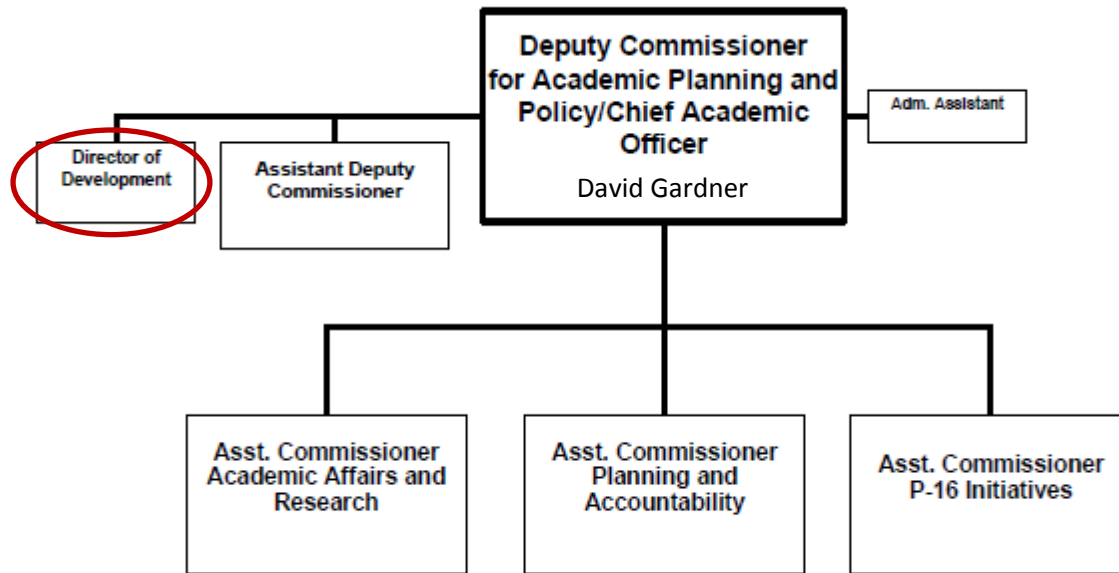 Deputy Commissioner
for Academic Planning and
Policy/Chief Academic
Officer
David Gardner
Adm. Assistant
Director of
Development
Assistant Deputy
Commissioner
Asst. Commissioner
Academic Affairs and
Research
Asst. Commissioner
Planning and
Accountability
Asst. Commissioner
P-16 Initiatives